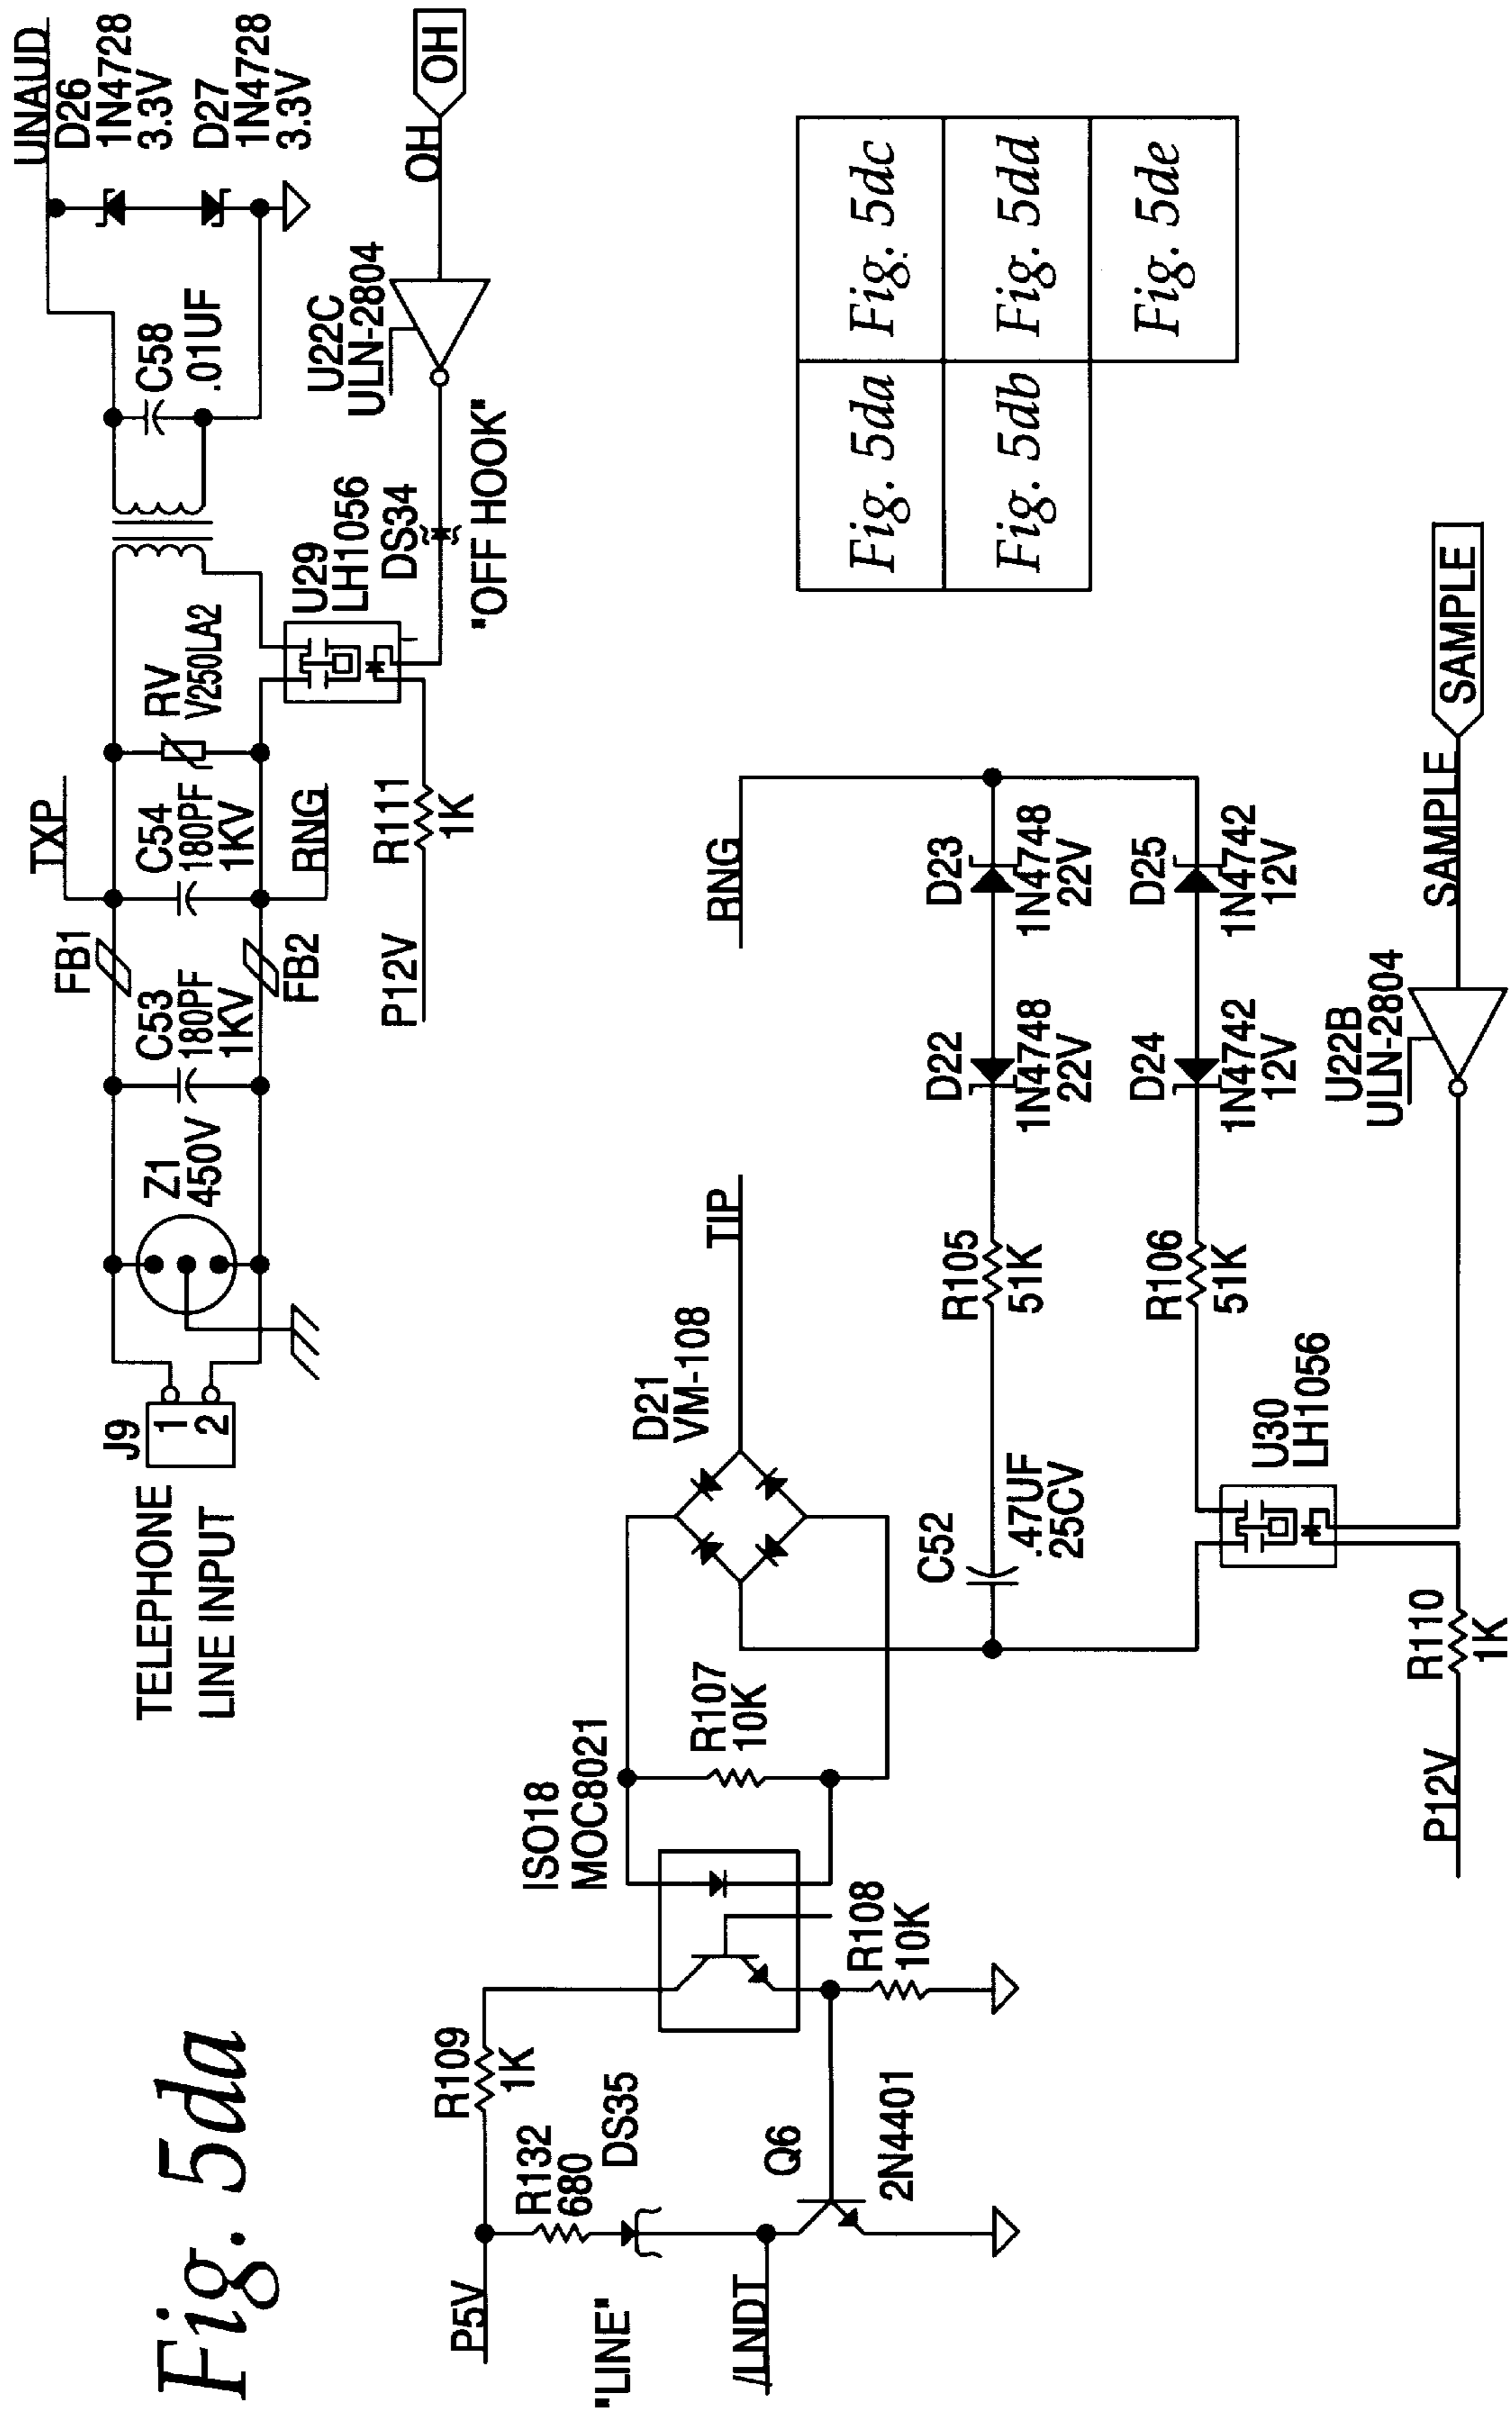 Fig. 5da
TELEPHONE
LINE INPUT
J9
1
2
Z1
450V
C53
180PF
1KV
FB1
FB2
TXP
C54
180PF
1KV
RNG
RV
V250LA2
C58
.01UF
UNAUD
D26
1N4728
3.3V
D27
1N4728
3.3V
P12V
R111
1K
U29
LH1056
DS34
"OFF HOOK"
U22C
ULN-2804
OH
OH
P5V
R109
1K
R132
680
DS35
"LINE"
/LNDT
Q6
2N4401
ISO18
MOC8021
R108
10K
R107
10K
D21
VM-108
TIP
RNG
C52
.47UF
25CV
R105
51K
D22
1N4748
22V
D23
1N4748
22V
R106
51K
D24
1N4742
12V
D25
1N4742
12V
U30
LH1056
P12V
R110
1K
U22B
ULN-2804
SAMPLE
SAMPLE
Fig. 5da Fig. 5dc
Fig. 5db Fig. 5dd
Fig. 5de